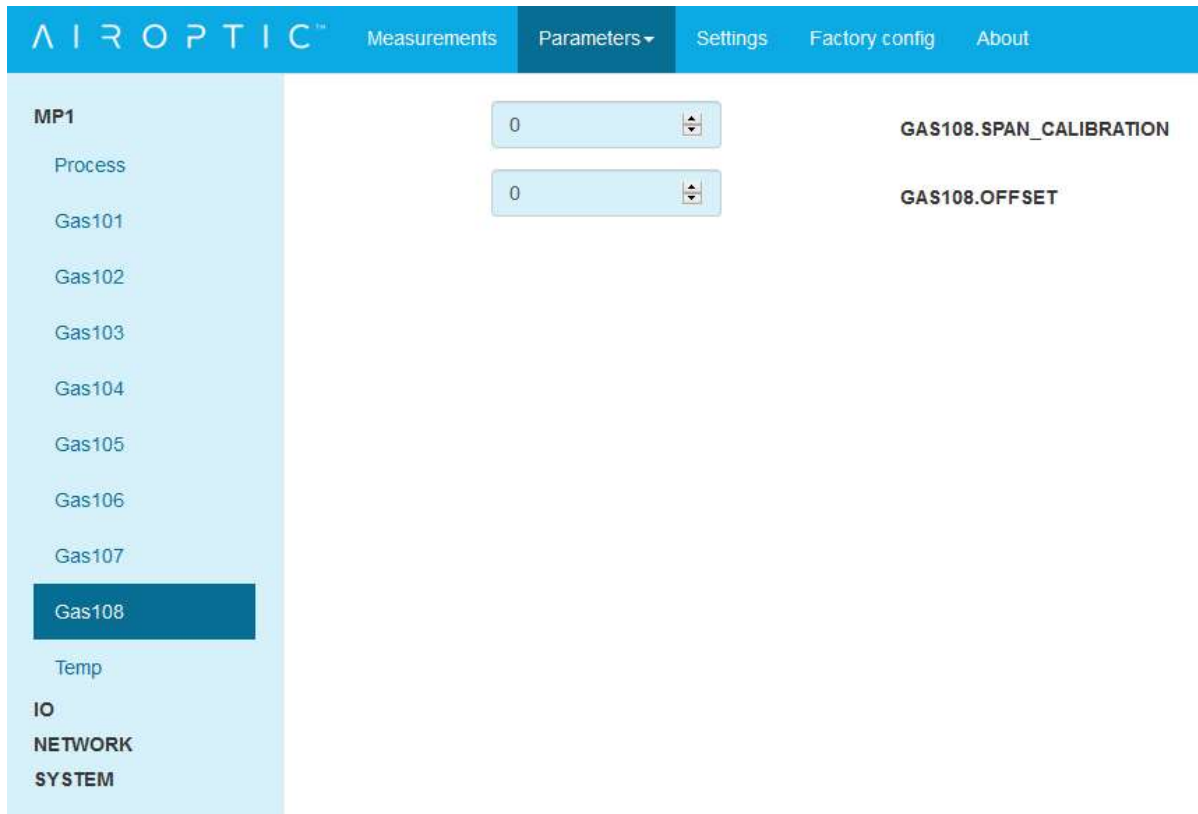 AIROPTIC™ Measurements Parameters Settings Factory config About
MP1
Process
Gas101
Gas102
Gas103
Gas104
Gas105
Gas106
Gas107
Gas108
Temp
IO
NETWORK
SYSTEM
0 GAS108.SPAN_CALIBRATION
0 GAS108.OFFSET